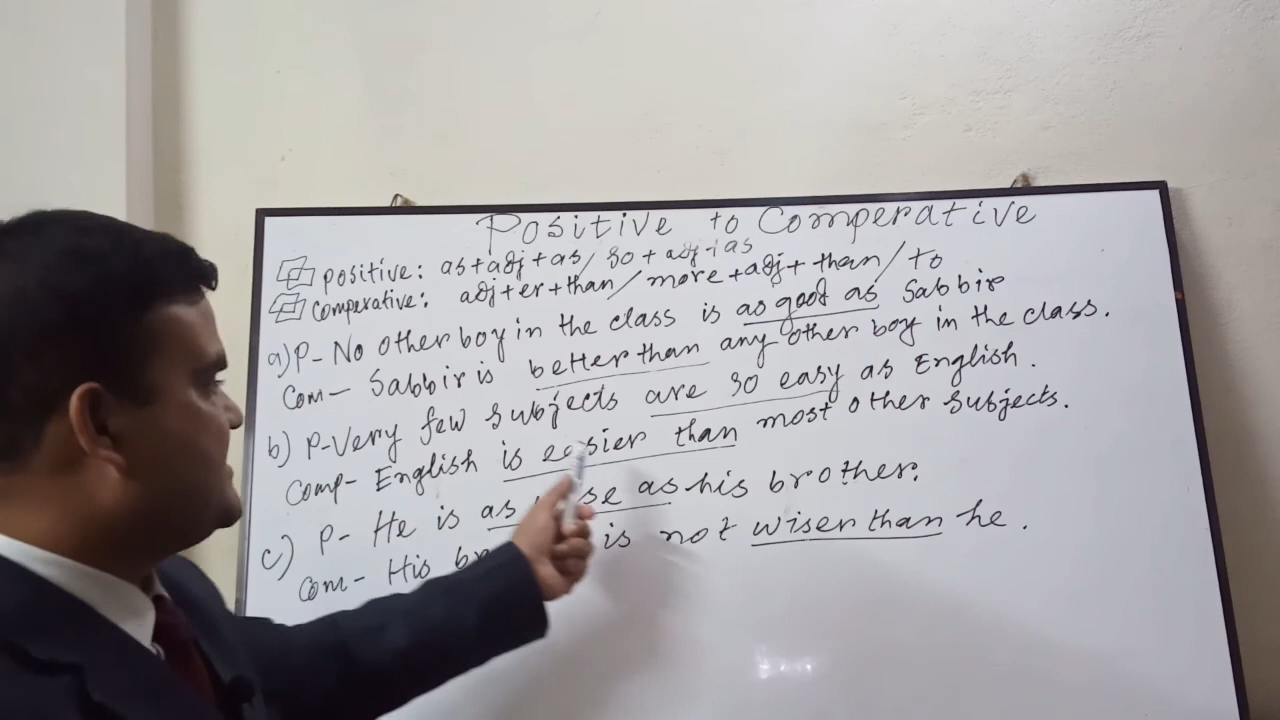 Positive to Comperative
positive: as+adj+as/ so+adj+as
Comperative: adj+er+than/more+adj+than/to
a) P- No other boy in the class is as good as Sabbir
Com- Sabbir is better than any other boy in the class.
b) P-Very few subjects are so easy as English.
Comp- English is easier than most other subjects.
c) P- He is as se as his brother.
Com- His is not wiser than he.